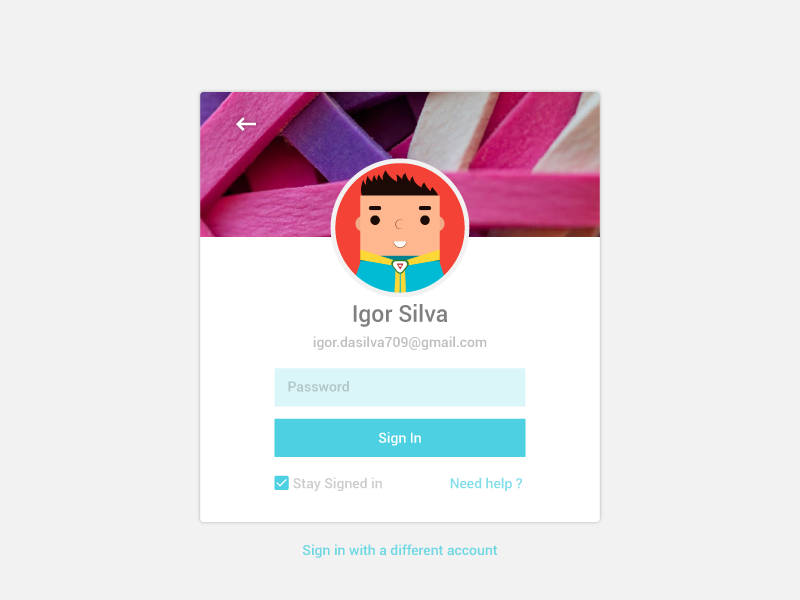 Igor Silva
igor.dasilva709@gmail.com
Password
Sign In
Stay Signed in
Need help ?
Sign in with a different account